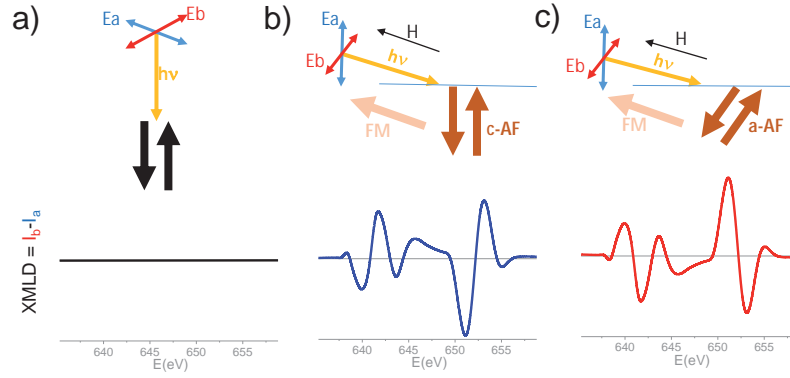 a)
Ea
Eb
hν
XMLD = Ib-Ia
640
645
650
655
E(eV)
b)
Ea
Eb
H
hν
FM
c-AF
640
650
655
E(eV)
c)
Ea
Eb
H
hν
FM
a-AF
640
645
650
655
E(eV)